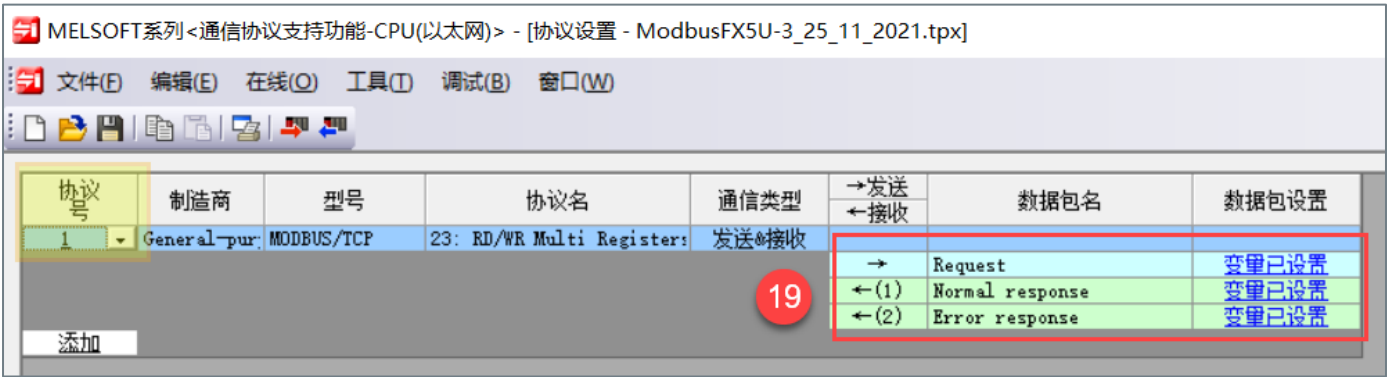 MELSOFT系列<通信协议支持功能-CPU(以太网)> - [协议设置 - ModbusFX5U-3_25_11_2021.tpx]
文件(F) 编辑(E) 在线(O) 工具(T) 调试(B) 窗口(W)
协议号 制造商 型号 协议名 通信类型 →发送 ←接收 数据包名 数据包设置
1 General-pur MODBUS/TCP 23: RD/WR Multi Registers 发送&接收
→ Request 变量已设置
19 ←(1) Normal response 变量已设置
←(2) Error response 变量已设置
添加